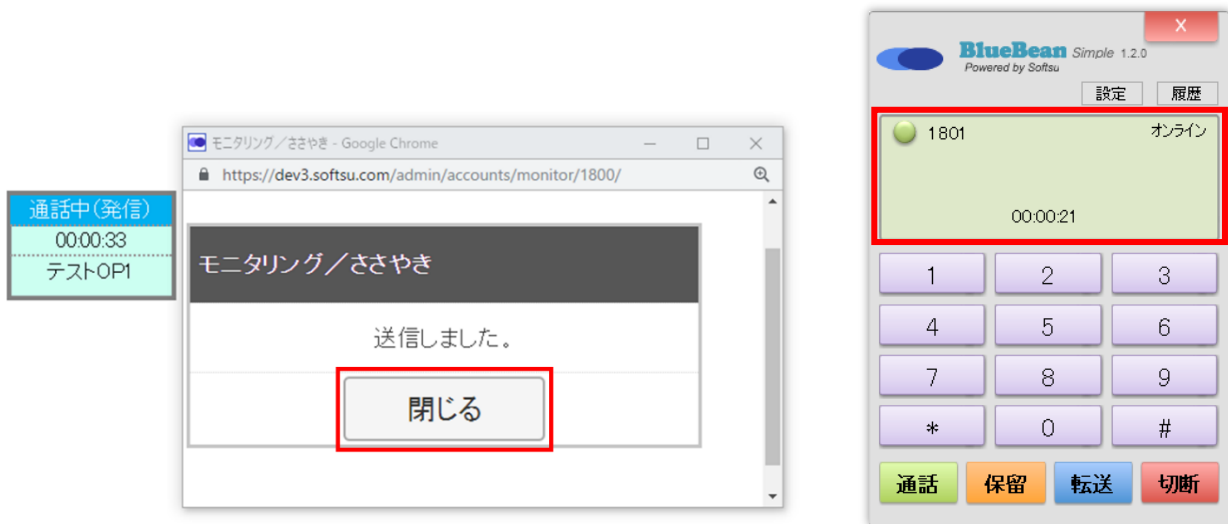 通話中(発信)
00:00:33
テストOP1
モニタリング／ささやき - Google Chrome
https://dev3.softsu.com/admin/accounts/monitor/1800/
モニタリング／ささやき
送信しました。
閉じる
X
BlueBean Simple 1.2.0
Powered by Softsu
設定 履歴
1801 オンライン
00:00:21
1 2 3
4 5 6
7 8 9
* 0 #
通話 保留 転送 切断